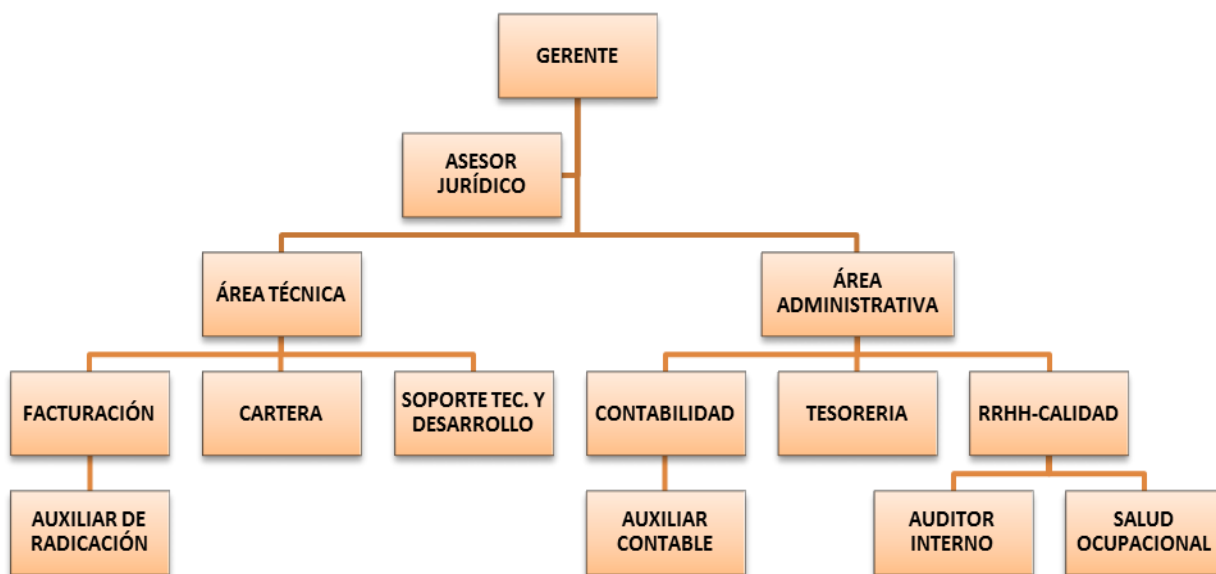 GERENTE
ASESOR
JURÍDICO
ÁREA TÉCNICA
ÁREA
ADMINISTRATIVA
FACTURACIÓN
CARTERA
SOPORTE TEC. Y
DESARROLLO
CONTABILIDAD
TESORERIA
RRHH-CALIDAD
AUXILIAR DE
RADICACIÓN
AUXILIAR
CONTABLE
AUDITOR
INTERNO
SALUD
OCUPACIONAL